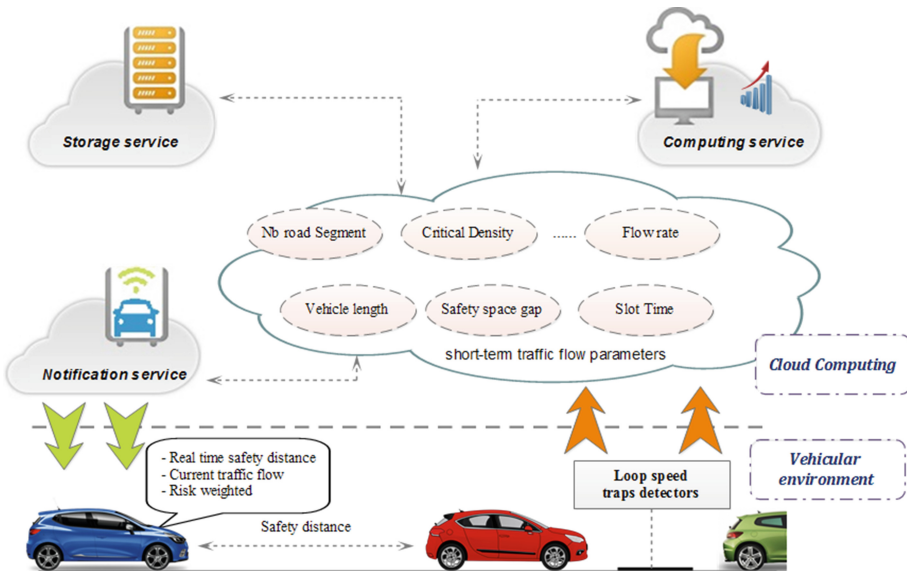 Storage service
Computing service
Nb road Segment
Critical Density
......
Flow rate
Vehicle length
Safety space gap
Slot Time
short-term traffic flow parameters
Notification service
Cloud Computing
Vehicular
environment
- Real time safety distance
- Current traffic flow
- Risk weighted
Loop speed
traps detectors
Safety distance